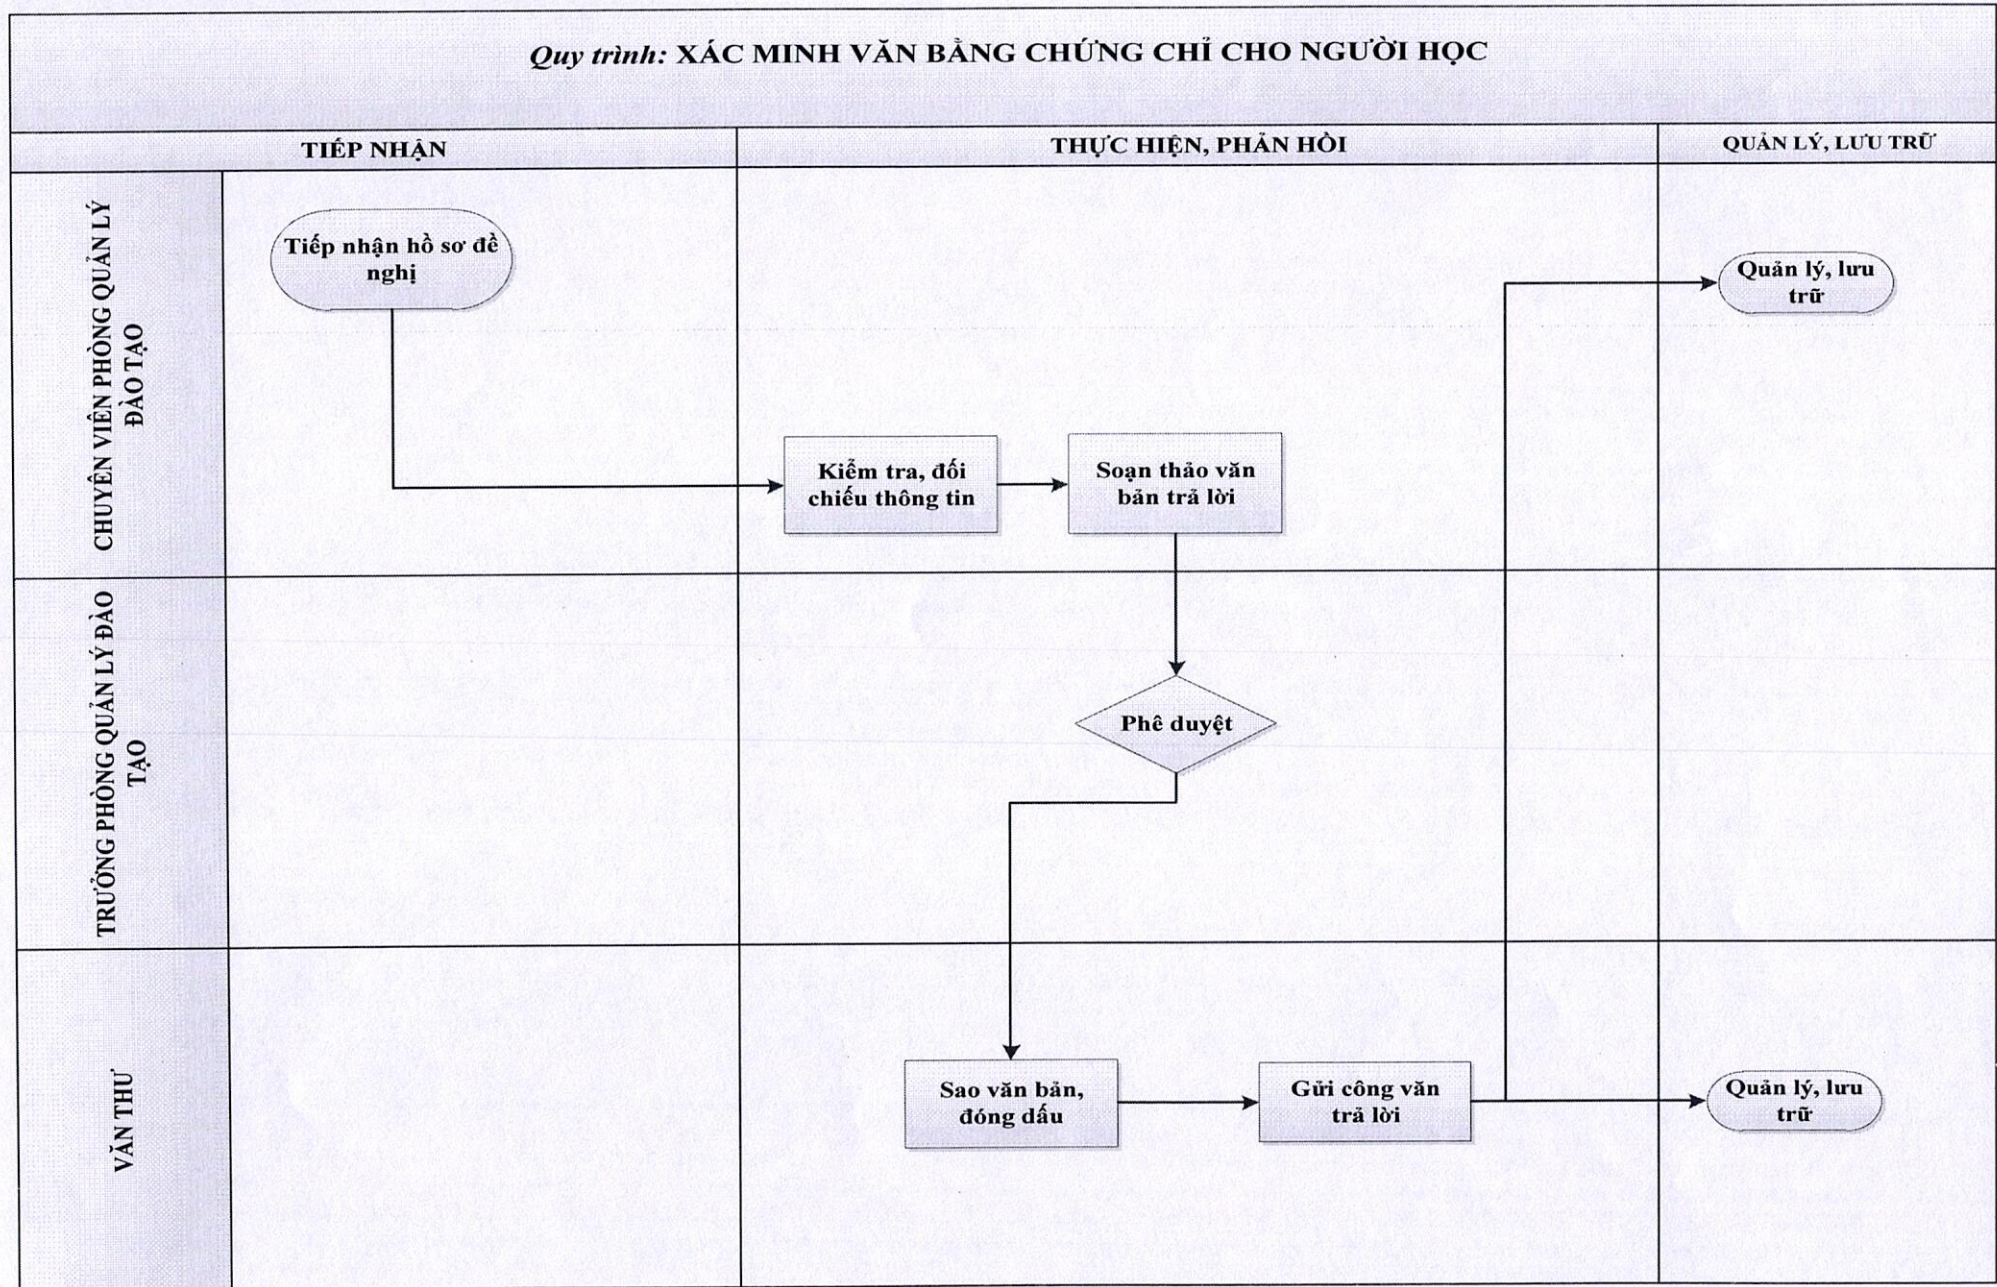 Quy trình: XÁC MINH VĂN BẰNG CHỨNG CHỈ CHO NGƯỜI HỌC
TIẾP NHẬN
THỰC HIỆN, PHẢN HỒI
QUẢN LÝ, LƯU TRỮ
CHUYÊN VIÊN PHÒNG QUẢN LÝ
ĐÀO TẠO
Tiếp nhận hồ sơ đề
nghị
Quản lý, lưu
trữ
Kiểm tra, đối
chiếu thông tin
Soạn thảo văn
bản trả lời
TRƯỞNG PHÒNG QUẢN LÝ ĐÀO
TẠO
Phê duyệt
VĂN THƯ
Sao văn bản,
đóng dấu
Gửi công văn
trả lời
Quản lý, lưu
trữ